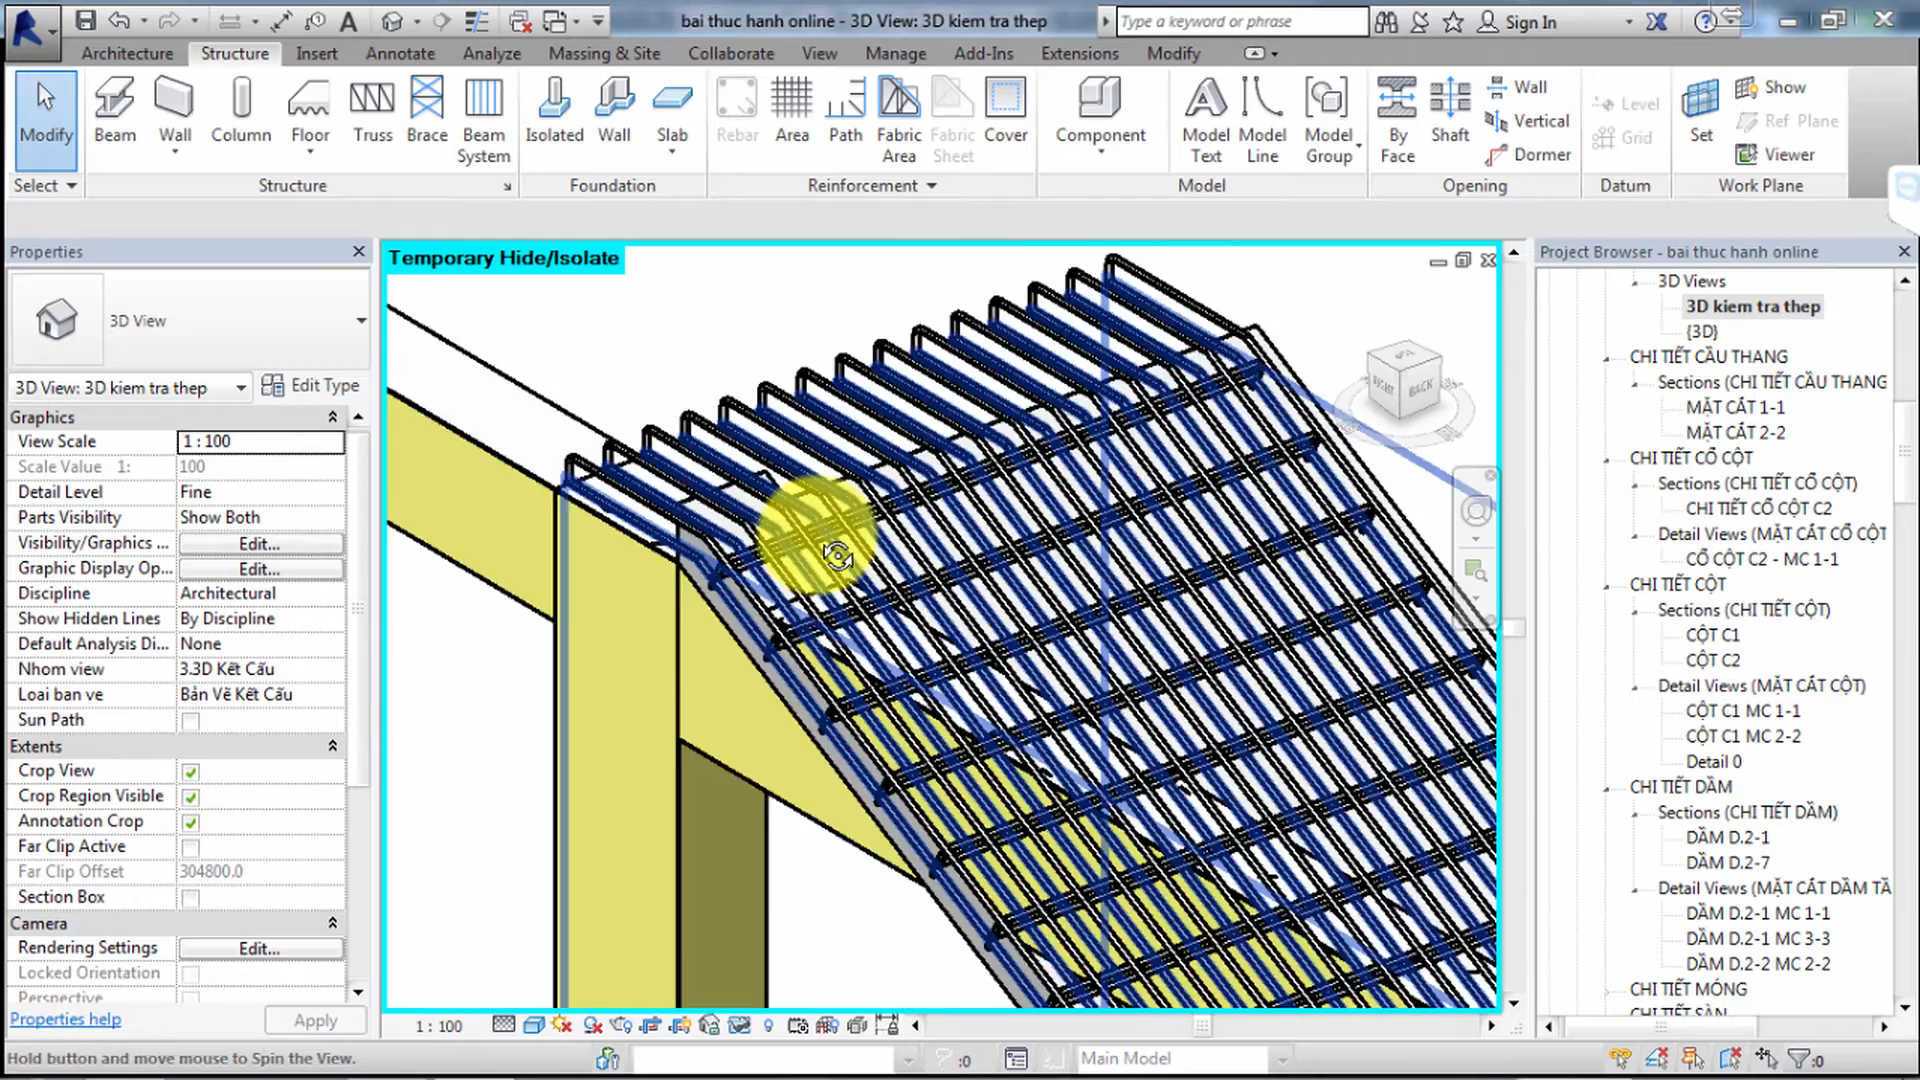 bai thuc hanh online - 3D View: 3D kiem tra thep
Type a keyword or phrase
Sign In
Architecture
Structure
Insert
Annotate
Analyze
Massing & Site
Collaborate
View
Manage
Add-Ins
Extensions
Modify
Modify
Beam
Wall
Column
Floor
Truss
Brace
Beam System
Isolated
Wall
Slab
Rebar
Area
Path
Fabric Area
Fabric Sheet
Cover
Component
Model Text
Model Line
Model Group
By Face
Shaft
Wall
Vertical
Dormer
Level
Grid
Set
Show
Ref Plane
Viewer
Select
Structure
Foundation
Reinforcement
Model
Opening
Datum
Work Plane
Properties
3D View
3D View: 3D kiem tra thep
Edit Type
Graphics
View Scale 1 : 100
Scale Value 1: 100
Detail Level Fine
Parts Visibility Show Both
Visibility/Graphics ... Edit...
Graphic Display Op... Edit...
Discipline Architectural
Show Hidden Lines By Discipline
Default Analysis Di... None
Nhom view 3.3D Kết Cấu
Loai ban ve Bản Vẽ Kết Cấu
Sun Path
Extents
Crop View
Crop Region Visible
Annotation Crop
Far Clip Active
Far Clip Offset 304800.0
Section Box
Camera
Rendering Settings Edit...
Locked Orientation
Perspective
Properties help
Apply
Temporary Hide/Isolate
RIGHT
BACK
1 : 100
Project Browser - bai thuc hanh online
3D Views
3D kiem tra thep
{3D}
CHI TIẾT CẦU THANG
Sections (CHI TIẾT CẦU THANG
MẶT CẮT 1-1
MẶT CẮT 2-2
CHI TIẾT CỔ CỘT
Sections (CHI TIẾT CỔ CỘT)
CHI TIẾT CỔ CỘT C2
Detail Views (MẶT CẮT CỔ CỘT
CỔ CỘT C2 - MC 1-1
CHI TIẾT CỘT
Sections (CHI TIẾT CỘT)
CỘT C1
CỘT C2
Detail Views (MẶT CẮT CỘT)
CỘT C1 MC 1-1
CỘT C1 MC 2-2
Detail 0
CHI TIẾT DẦM
Sections (CHI TIẾT DẦM)
DẦM D.2-1
DẦM D.2-7
Detail Views (MẶT CẮT DẦM TẦ
DẦM D.2-1 MC 1-1
DẦM D.2-1 MC 3-3
DẦM D.2-2 MC 2-2
CHI TIẾT MÓNG
CHI TIẾT SÀN
Hold button and move mouse to Spin the View.
:0
Main Model
:0